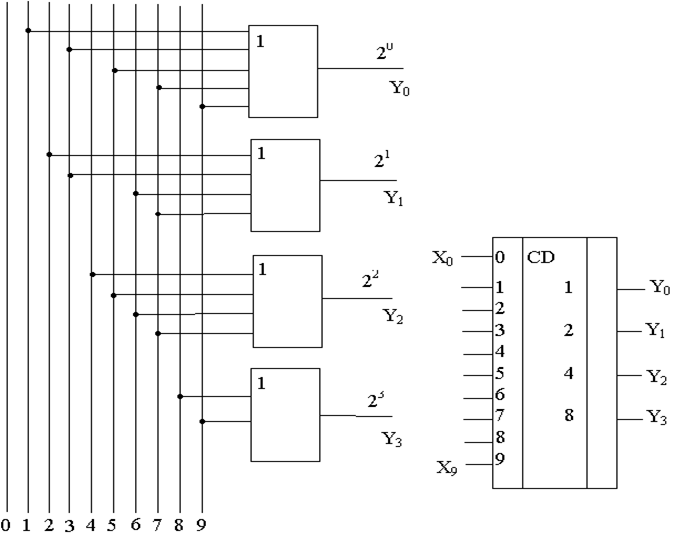 1
2⁰
Y₀
1
2¹
Y₁
1
2²
Y₂
1
2³
Y₃
0 1 2 3 4 5 6 7 8 9
X₀ 0 CD
1 1 Y₀
2
3 2 Y₁
4
5 4 Y₂
6
7 8 Y₃
8
X₉ 9